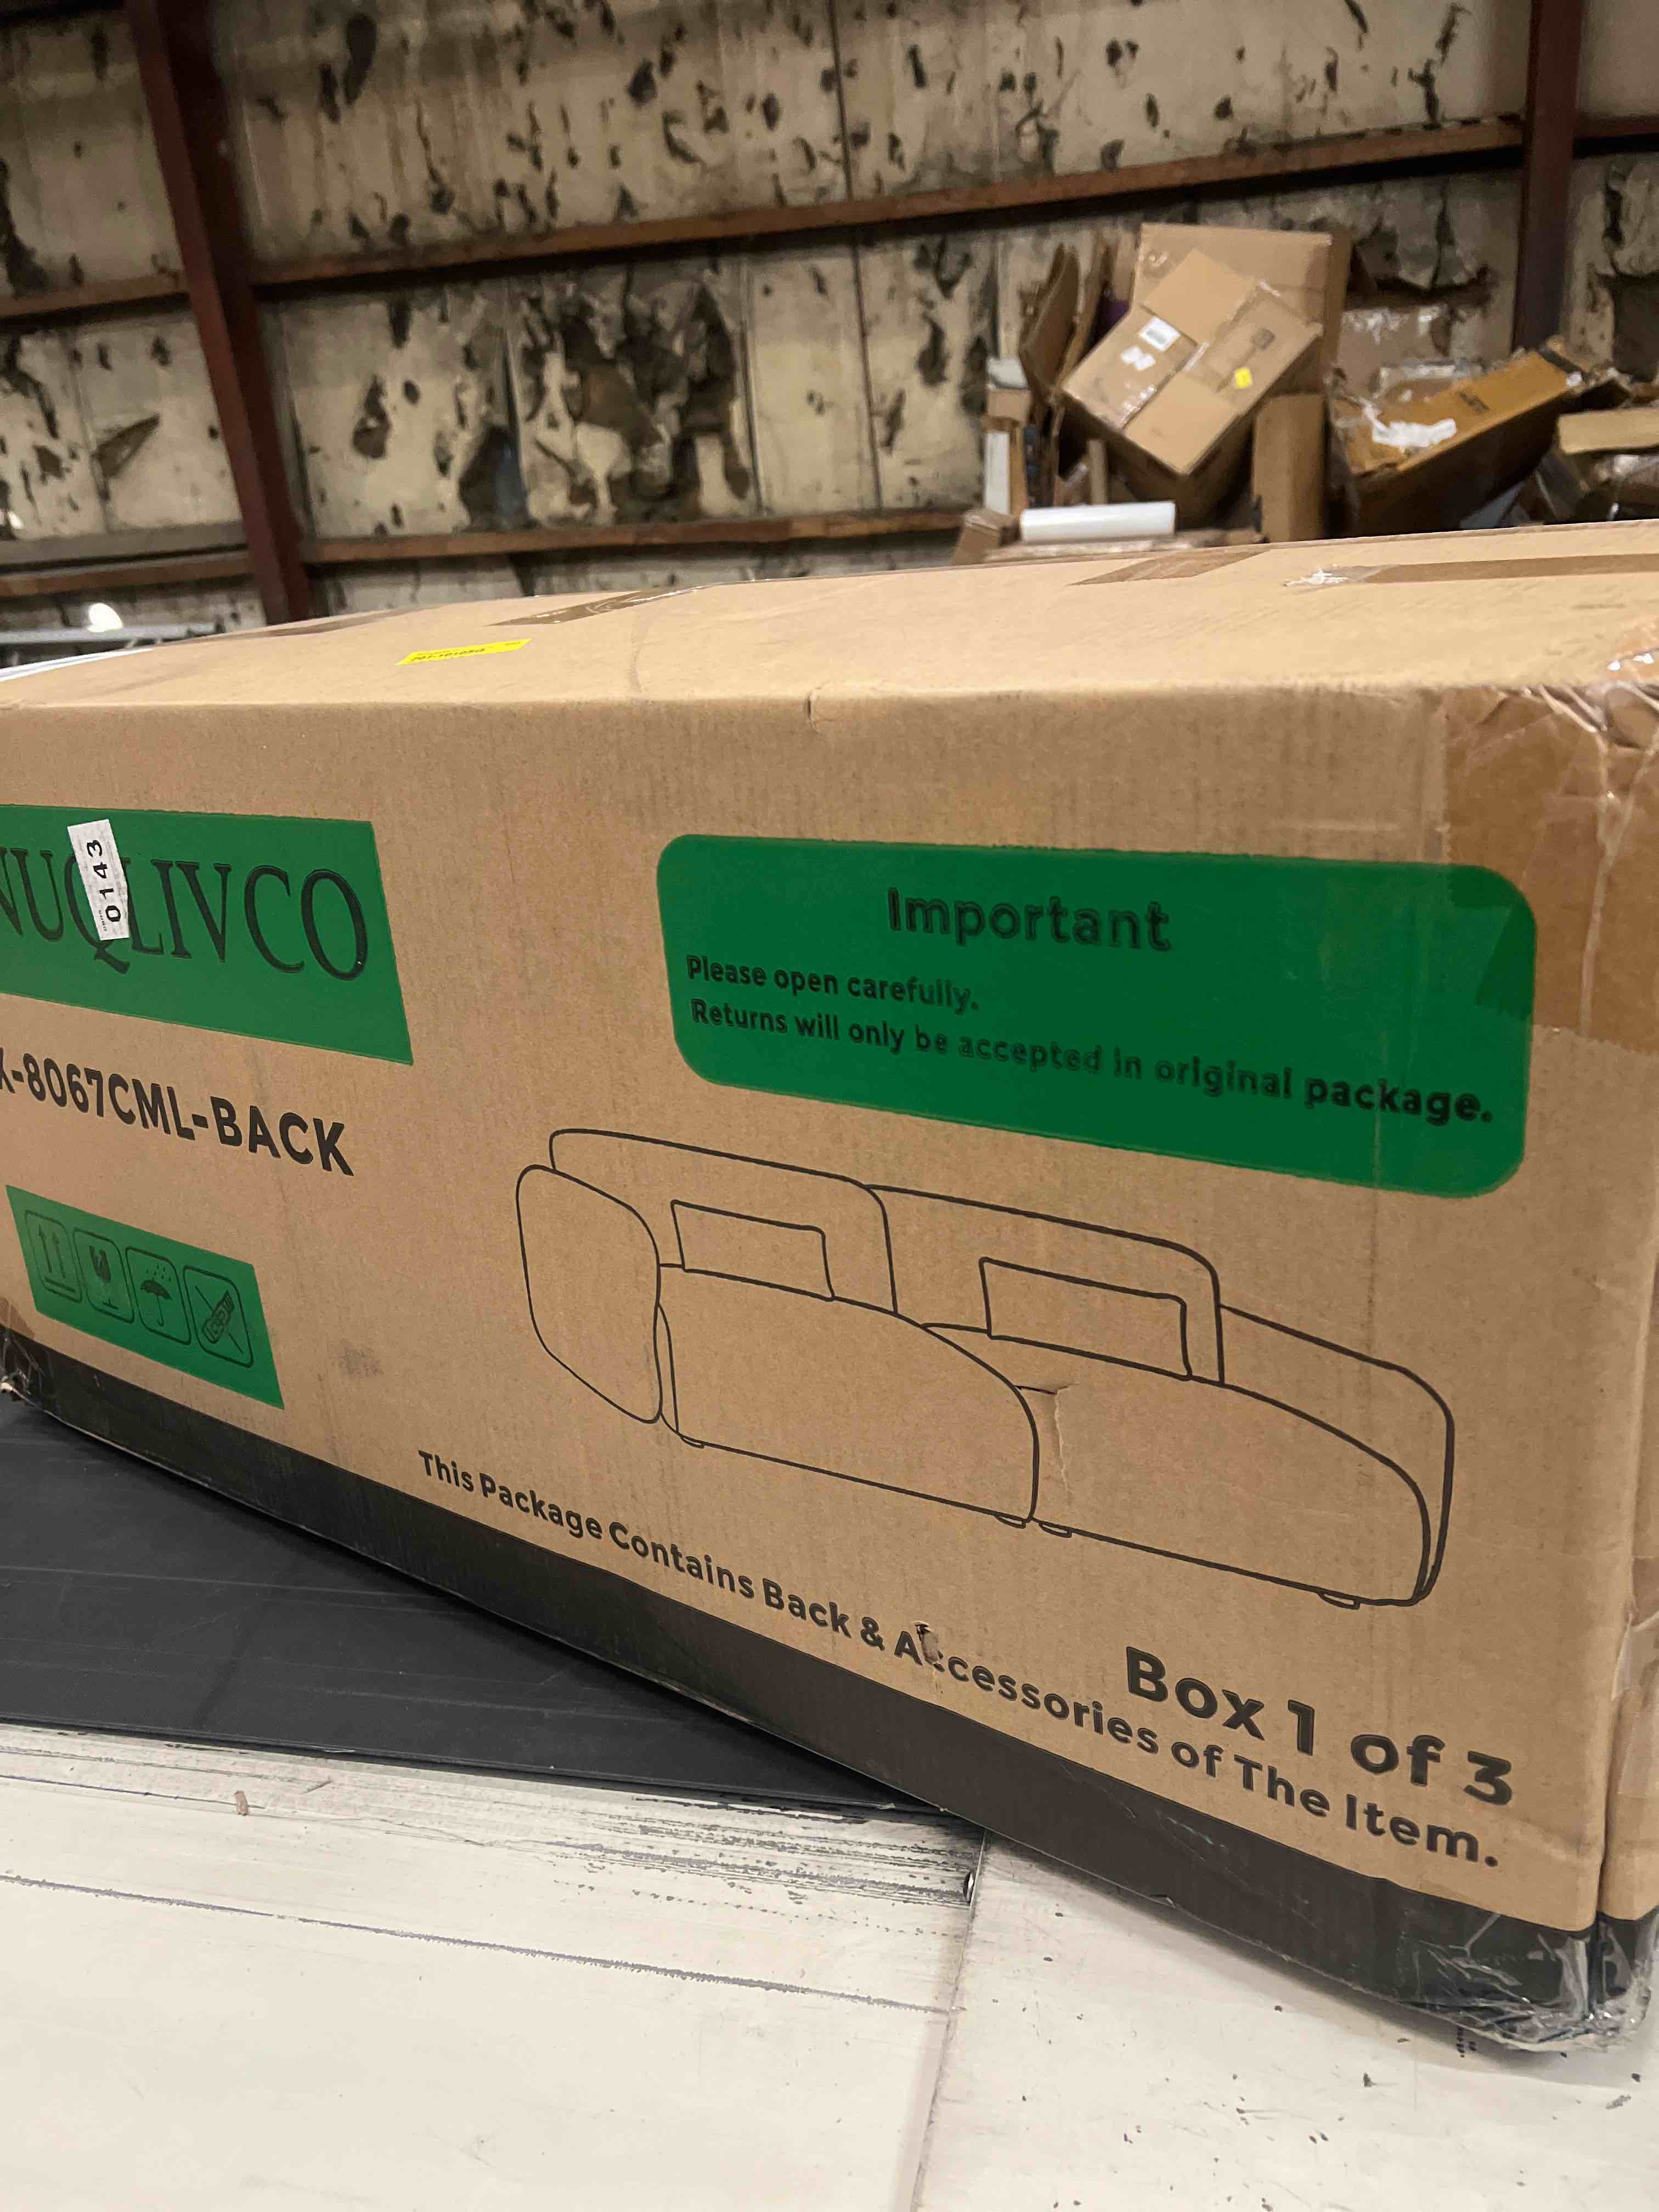 NUQLIVCO
0143
X-8067CML-BACK
Important
Please open carefully.
Returns will only be accepted in original package.
Box 1 of 3
This Package Contains Back & Accessories of The Item.